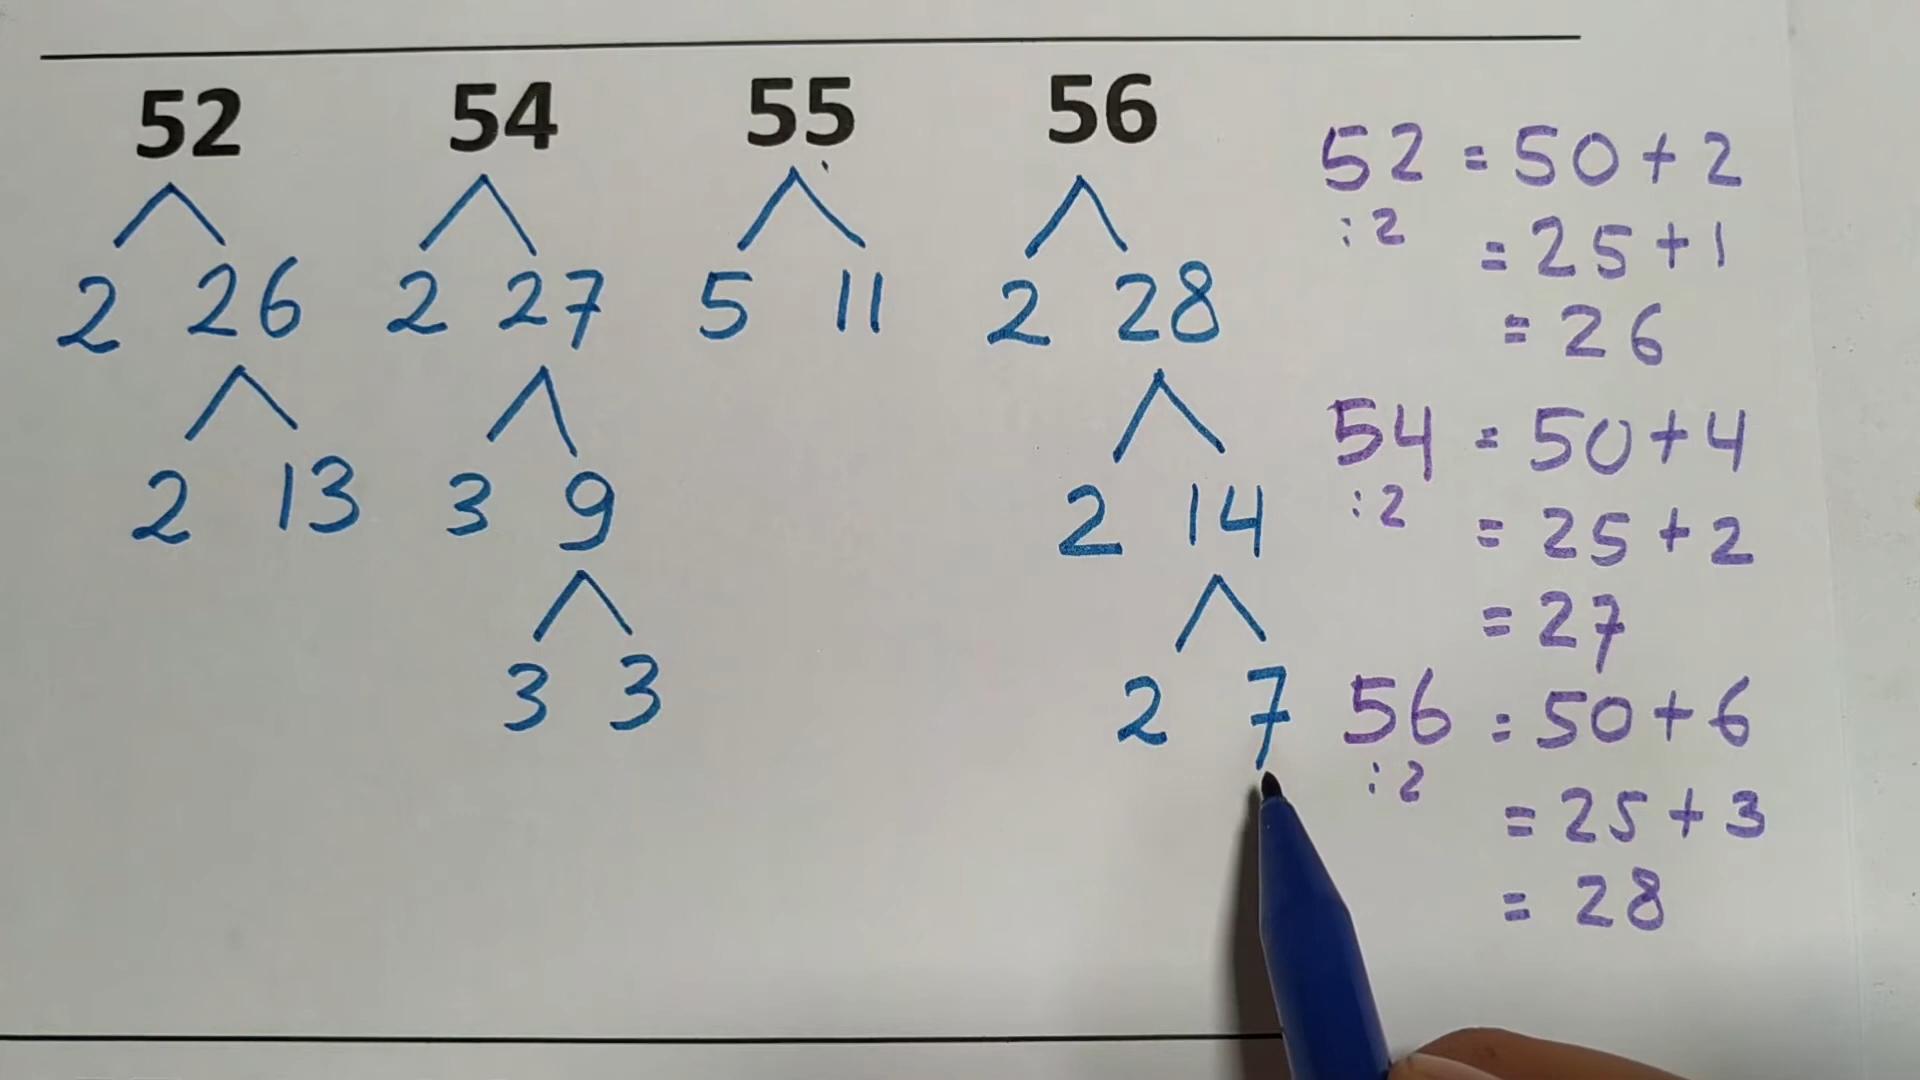 52 54 55 56
2 26 2 27 5 11 2 28
2 13 3 9 2 14
3 3 2 7
52 = 50 + 2
:2 = 25 + 1
= 26
54 = 50 + 4
:2 = 25 + 2
= 27
56 = 50 + 6
:2 = 25 + 3
= 28